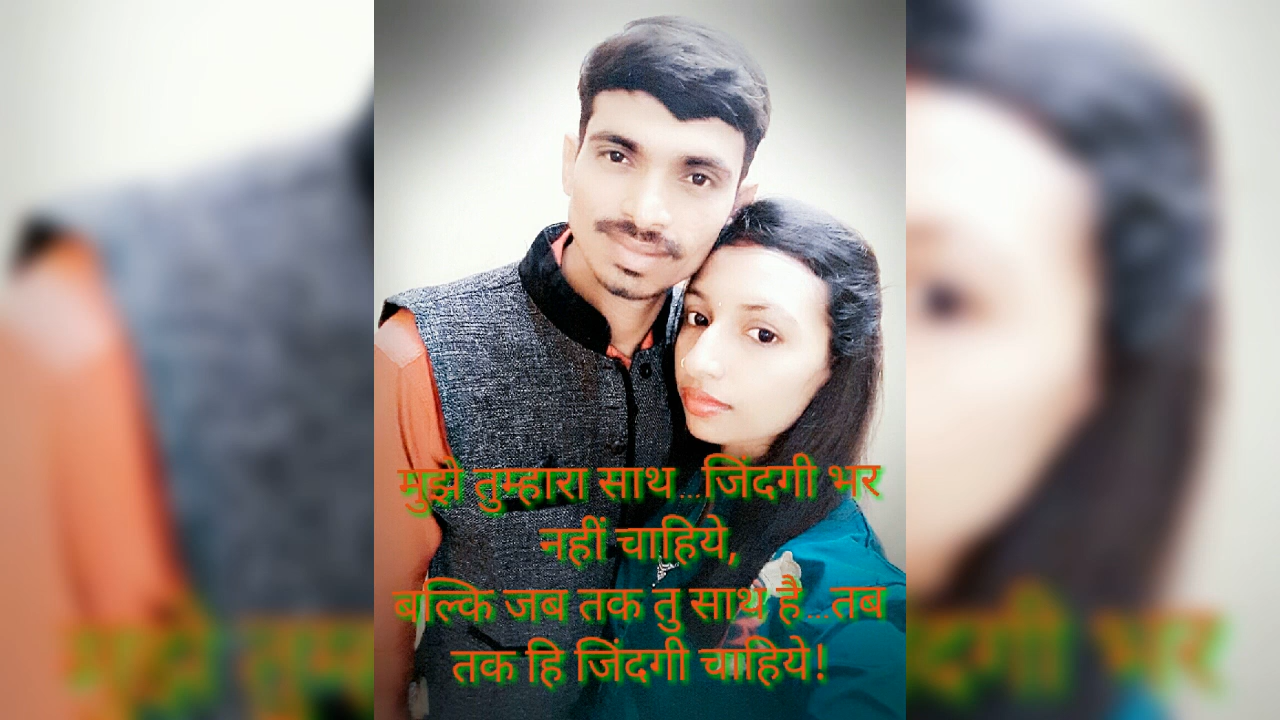 मुझे तुम्हारा साथ...जिंदगी भर
नहीं चाहिये,
बल्कि जब तक तु साथ है...तब
तक हि जिंदगी चाहिये!